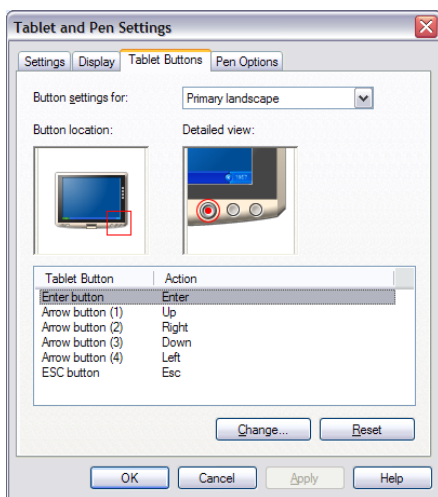 Tablet and Pen Settings
Settings Display Tablet Buttons Pen Options
Button settings for: Primary landscape
Button location: Detailed view:
Tablet Button Action
Enter button Enter
Arrow button (1) Up
Arrow button (2) Right
Arrow button (3) Down
Arrow button (4) Left
ESC button Esc
Change... Reset
OK Cancel Apply Help